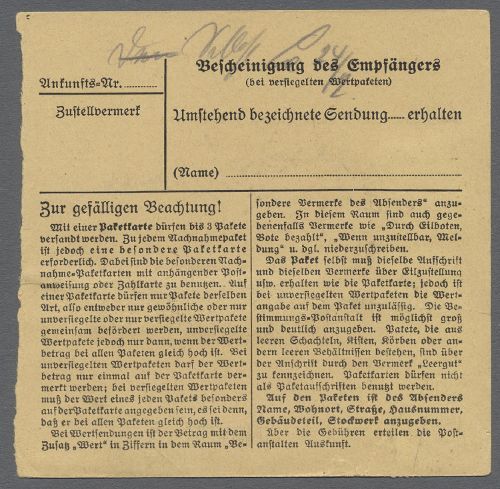 Bescheinigung des Empfängers
(bei versiegelten Wertpaketen)
Ankunfts=Nr. ..........
Zustellvermerk
Umstehend bezeichnete Sendung..... erhalten
(Name)
Zur gefälligen Beachtung!
Mit einer Paketkarte dürfen bis 3 Pakete
versandt werden. Zu jedem Nachnahmepaket
ist jedoch eine besondere Paketkarte
erforderlich. Dabei sind die besonderen Nach=
nahme=Paketkarten mit anhängender Post=
anweisung oder Zahlkarte zu benutzen. Auf
einer Paketkarte dürfen nur Pakete derselben
Art, also entweder nur gewöhnliche oder nur
unversiegelte oder nur versiegelte Wertpakete
gemeinsam befördert werden, unversiegelte
Wertpakete jedoch nur dann, wenn der Wert=
betrag bei allen Paketen gleich hoch ist. Bei
unversiegelten Wertpaketen darf der Wert=
betrag nur einmal auf der Paketkarte ver=
merkt werden; bei versiegelten Wertpaketen
muß der Wert eines jeden Pakets besonders
auf der Paketkarte angegeben sein, es sei denn,
daß er bei allen Paketen gleich hoch ist.
Bei Wertsendungen ist der Betrag mit dem
Zusatz „Wert" in Ziffern in dem Raum „Be=
sondere Vermerke des Absenders" anzu=
geben. In diesem Raum sind auch gege=
benenfalls Vermerke wie „Durch Eilboten,
Bote bezahlt", „Wenn unzustellbar, Mel=
dung" u. dgl. niederzuschreiben.
Das Paket selbst muß dieselbe Anschrift
und dieselben Vermerke über Eilzustellung
usw. erhalten wie die Paketkarte; jedoch ist
bei unversiegelten Wertpaketen die Wert=
angabe auf dem Paket unzulässig. Die Be=
stimmungs=Postanstalt ist möglichst groß
und deutlich anzugeben. Pakete, die aus
leeren Schachteln, Kisten, Körben oder an=
deren leeren Behältnissen bestehen, sind über
der Anschrift durch den Vermerk „Leergut"
zu kennzeichnen. Paketkarten dürfen nicht
als Paketaufschriften benutzt werden.
Auf den Paketen ist des Absenders
Name, Wohnort, Straße, Hausnummer,
Gebäudeteil, Stockwerk anzugeben.
Über die Gebühren erteilen die Post=
anstalten Auskunft.